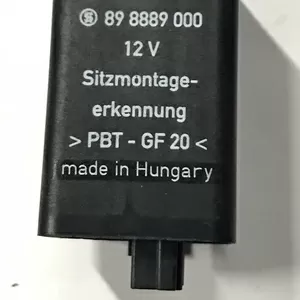 89 8889 000
12 V
Sitzmontage-
erkennung
> PBT - GF 20 <
made in Hungary